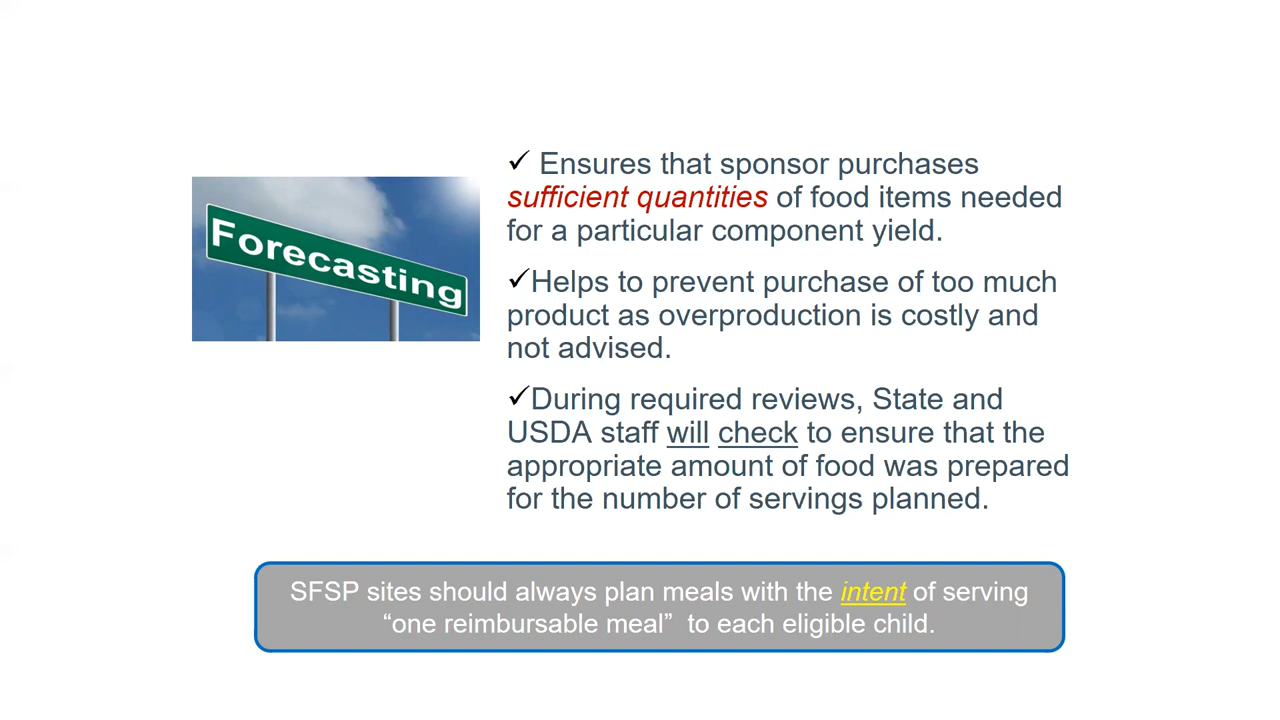 Forecasting
✓ Ensures that sponsor purchases
sufficient quantities of food items needed
for a particular component yield.
✓Helps to prevent purchase of too much
product as overproduction is costly and
not advised.
✓During required reviews, State and
USDA staff will check to ensure that the
appropriate amount of food was prepared
for the number of servings planned.
SFSP sites should always plan meals with the intent of serving
“one reimbursable meal” to each eligible child.